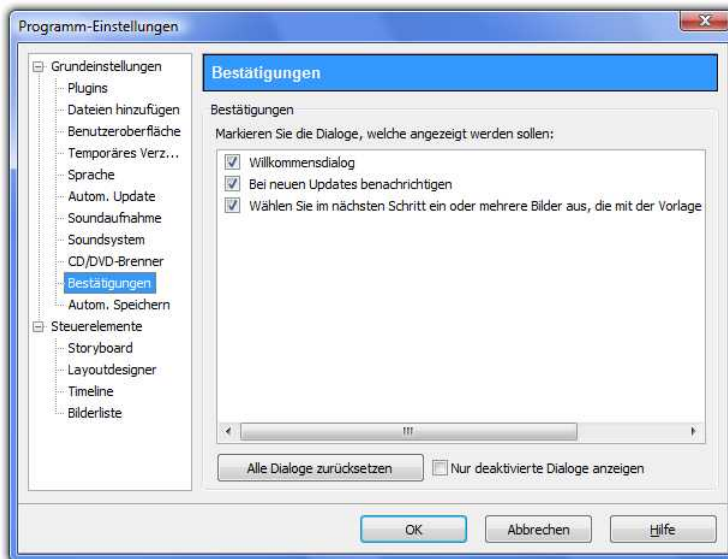 Programm-Einstellungen
Grundeinstellungen
Plugins
Dateien hinzufügen
Benutzeroberfläche
Temporäres Verz...
Sprache
Autom. Update
Soundaufnahme
Soundsystem
CD/DVD-Brenner
Bestätigungen
Autom. Speichern
Steuerelemente
Storyboard
Layoutdesigner
Timeline
Bilderliste
Bestätigungen
Bestätigungen
Markieren Sie die Dialoge, welche angezeigt werden sollen:
Willkommensdialog
Bei neuen Updates benachrichtigen
Wählen Sie im nächsten Schritt ein oder mehrere Bilder aus, die mit der Vorlage
Alle Dialoge zurücksetzen
Nur deaktivierte Dialoge anzeigen
OK
Abbrechen
Hilfe